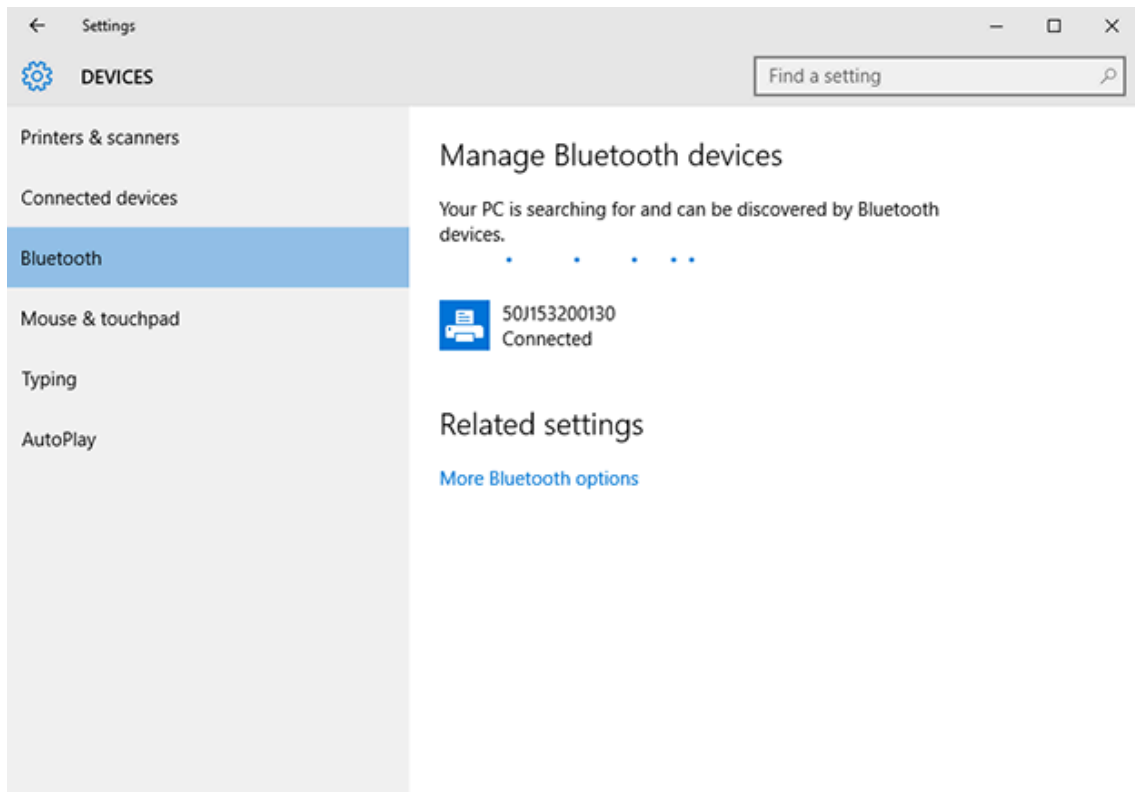 Settings
DEVICES
Find a setting
Printers & scanners
Connected devices
Bluetooth
Mouse & touchpad
Typing
AutoPlay
Manage Bluetooth devices
Your PC is searching for and can be discovered by Bluetooth
devices.
50J153200130
Connected
Related settings
More Bluetooth options